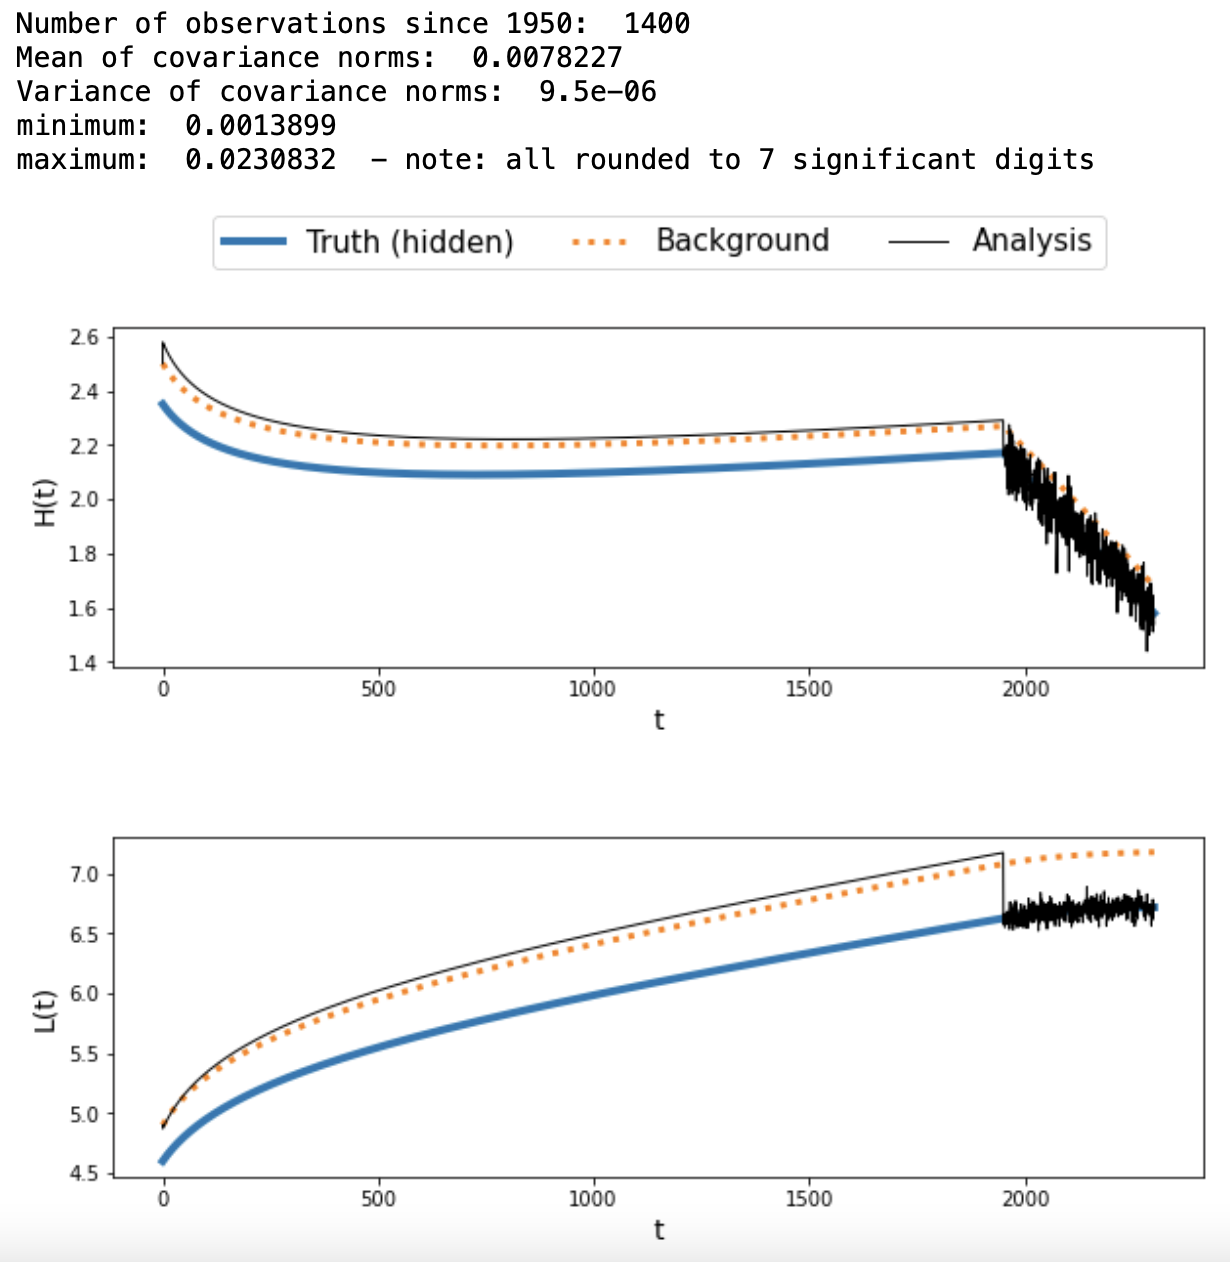 Number of observations since 1950:  1400
Mean of covariance norms:  0.0078227
Variance of covariance norms:  9.5e-06
minimum:  0.0013899
maximum:  0.0230832  - note: all rounded to 7 significant digits
Truth (hidden) Background Analysis
2.6
2.4
2.2
2.0
1.8
1.6
1.4
H(t)
0 500 1000 1500 2000
t
7.0
6.5
6.0
5.5
5.0
4.5
L(t)
0 500 1000 1500 2000
t